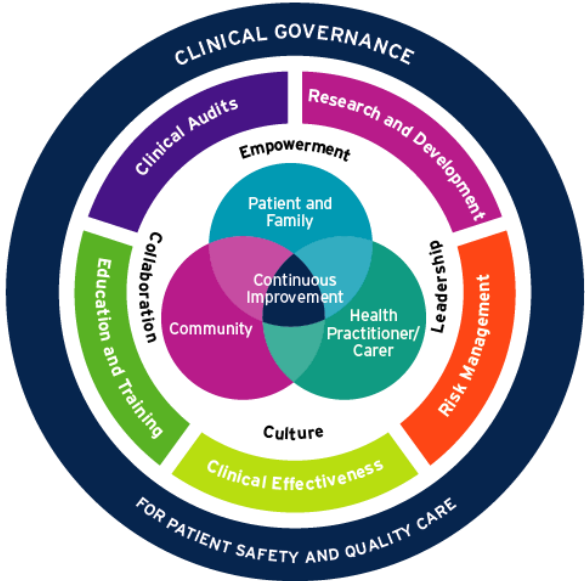 CLINICAL GOVERNANCE
Clinical Audits
Research and Development
Empowerment
Patient and
Family
Collaboration
Leadership
Continuous
Improvement
Community
Health
Practitioner/
Carer
Education and Training
Risk Management
Culture
Clinical Effectiveness
FOR PATIENT SAFETY AND QUALITY CARE